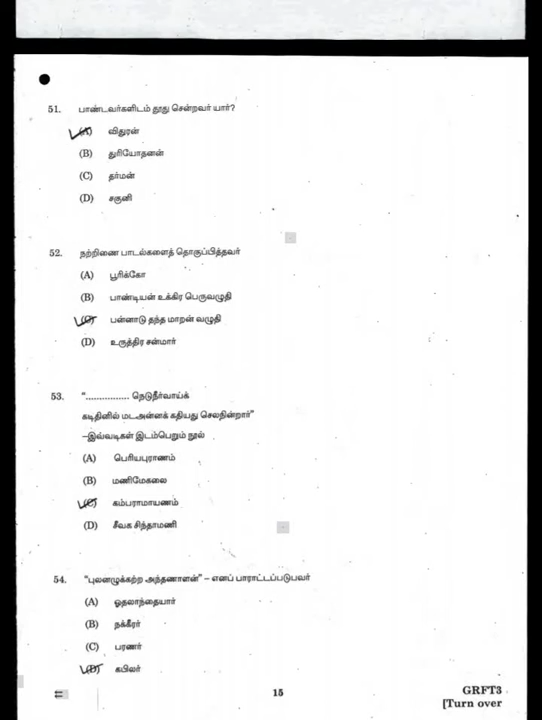 51. பாண்டவர்களிடம் தூது சென்றவர் யார்?
(A) விதுரன்
(B) துரியோதனன்
(C) தர்மன்
(D) சகுனி
52. நற்றிணை பாடல்களைத் தொகுப்பித்தவர்
(A) பூரிக்கோ
(B) பாண்டியன் உக்கிர பெருவழுதி
(C) பன்னாடு தந்த மாறன் வழுதி
(D) உருத்திர சன்மார்
53. "................ நெடுநீர்வாய்க்
கடிதினில் மடஅன்னக் கதியது செலநின்றார்"
–இவ்வடிகள் இடம்பெறும் நூல்
(A) பெரியபுராணம்
(B) மணிமேகலை
(C) கம்பராமாயணம்
(D) சீவக சிந்தாமணி
54. "புலனழுக்கற்ற அந்தணாளன்" – எனப் பாராட்டப்படுபவர்
(A) ஓதலாந்தையார்
(B) நக்கீரர்
(C) பரணர்
(D) கபிலர்
15
GRFT3
[Turn over